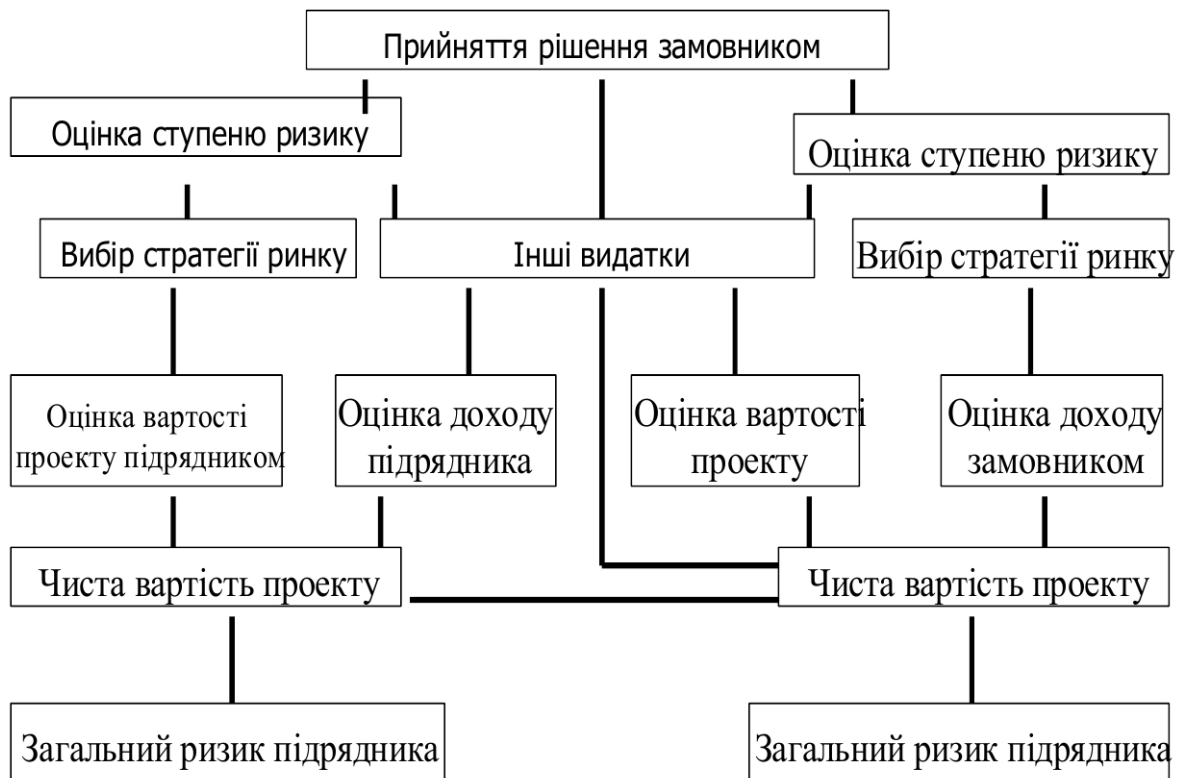 Прийняття рішення замовником
Оцінка ступеню ризику
Оцінка ступеню ризику
Вибір стратегії ринку
Інші видатки
Вибір стратегії ринку
Оцінка вартості
проекту підрядником
Оцінка доходу
підрядника
Оцінка вартості
проекту
Оцінка доходу
замовником
Чиста вартість проекту
Чиста вартість проекту
Загальний ризик підрядника
Загальний ризик підрядника